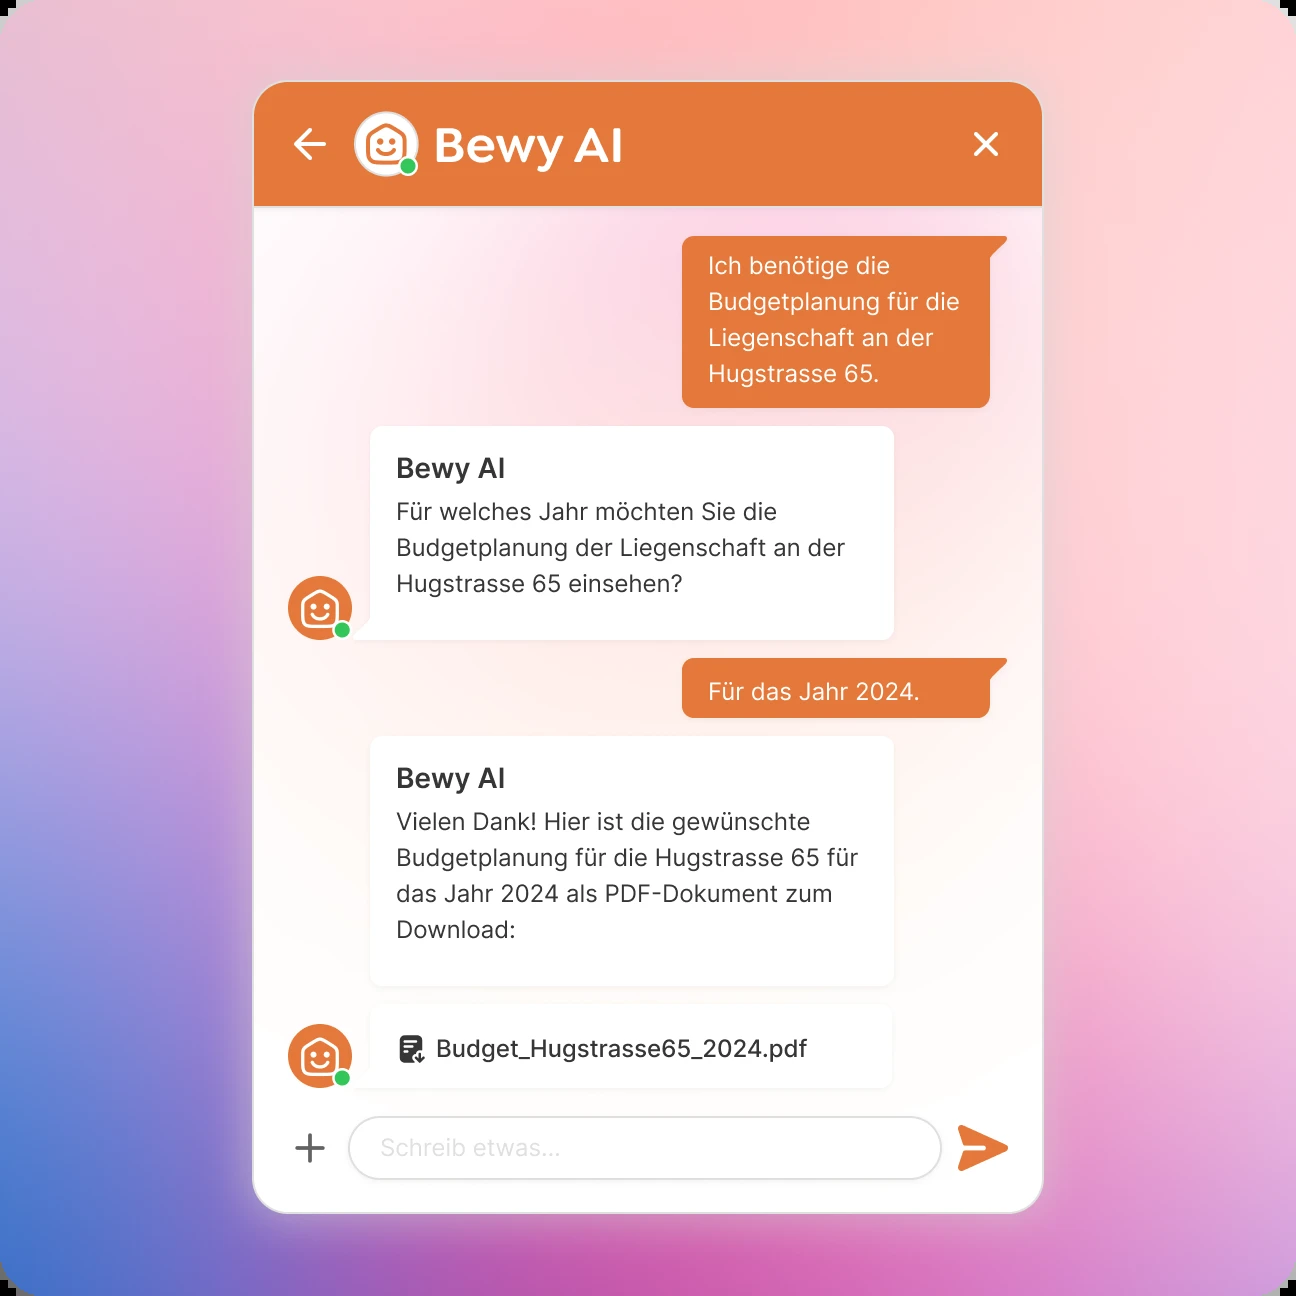 Bewy AI
Ich benötige die
Budgetplanung für die
Liegenschaft an der
Hugstrasse 65.
Bewy AI
Für welches Jahr möchten Sie die
Budgetplanung der Liegenschaft an der
Hugstrasse 65 einsehen?
Für das Jahr 2024.
Bewy AI
Vielen Dank! Hier ist die gewünschte
Budgetplanung für die Hugstrasse 65 für
das Jahr 2024 als PDF-Dokument zum
Download:
Budget_Hugstrasse65_2024.pdf
Schreib etwas...